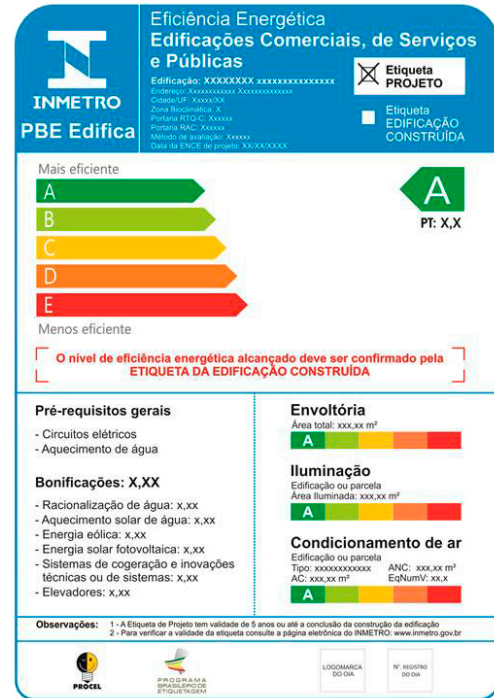 INMETRO
PBE Edifica
Eficiência Energética
Edificações Comerciais, de Serviços
e Públicas
Edificação: XXXXXXXX xxxxxxxxxxxxxxx
Endereço: Xxxxxxxxxxx Xxxxxxxxxxxxx
Cidade/UF: Xxxxx/XX
Zona Bioclimática: X
Portaria RTQ-C: Xxxxxx
Portaria RAC: Xxxxxx
Método de avaliação: Xxxxxx
Data da ENCE de projeto: XX/XX/XXXX
Etiqueta
PROJETO
Etiqueta
EDIFICAÇÃO
CONSTRUÍDA
Mais eficiente
A
B
C
D
E
Menos eficiente
A
PT: X,X
O nível de eficiência energética alcançado deve ser confirmado pela
ETIQUETA DA EDIFICAÇÃO CONSTRUÍDA
Pré-requisitos gerais
- Circuitos elétricos
- Aquecimento de água
Bonificações: X,XX
- Racionalização de água: x,xx
- Aquecimento solar de água: x,xx
- Energia eólica: x,xx
- Energia solar fotovoltaica: x,xx
- Sistemas de cogeração e inovações
técnicas ou de sistemas: x,xx
- Elevadores: x,xx
Envoltória
Área total: xxx,xx m²
A
Iluminação
Edificação ou parcela
Área Iluminada: xxx,xx m²
A
Condicionamento de ar
Edificação ou parcela
Tipo: xxxxxxxxxxxx ANC: xxx,xx m²
AC: xxx,xx m² EqNumV: xx,x
A
Observações: 1 - A Etiqueta de Projeto tem validade de 5 anos ou até a conclusão da construção da edificação
2 - Para verificar a validade da etiqueta consulte a página eletrônica do INMETRO: www.inmetro.gov.br
PROCEL
PROGRAMA
BRASILEIRO DE
ETIQUETAGEM
LOGOMARCA
DO OIA
N°. REGISTRO
DO OIA